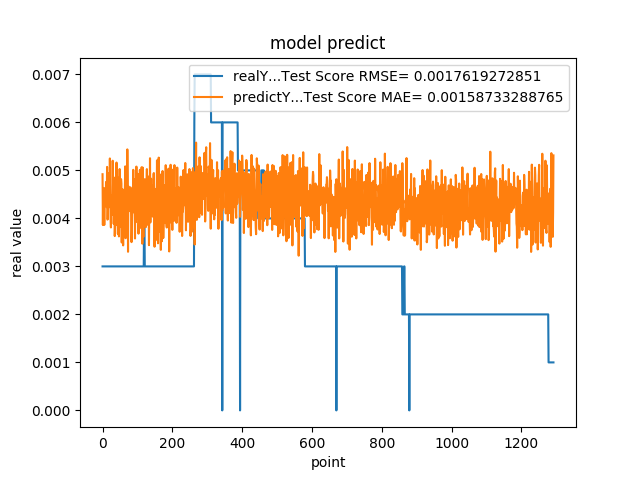 model predict
realY...Test Score RMSE= 0.0017619272851
predictY...Test Score MAE= 0.00158733288765
0.007
0.006
0.005
0.004
0.003
0.002
0.001
0.000
real value
0 200 400 600 800 1000 1200
point